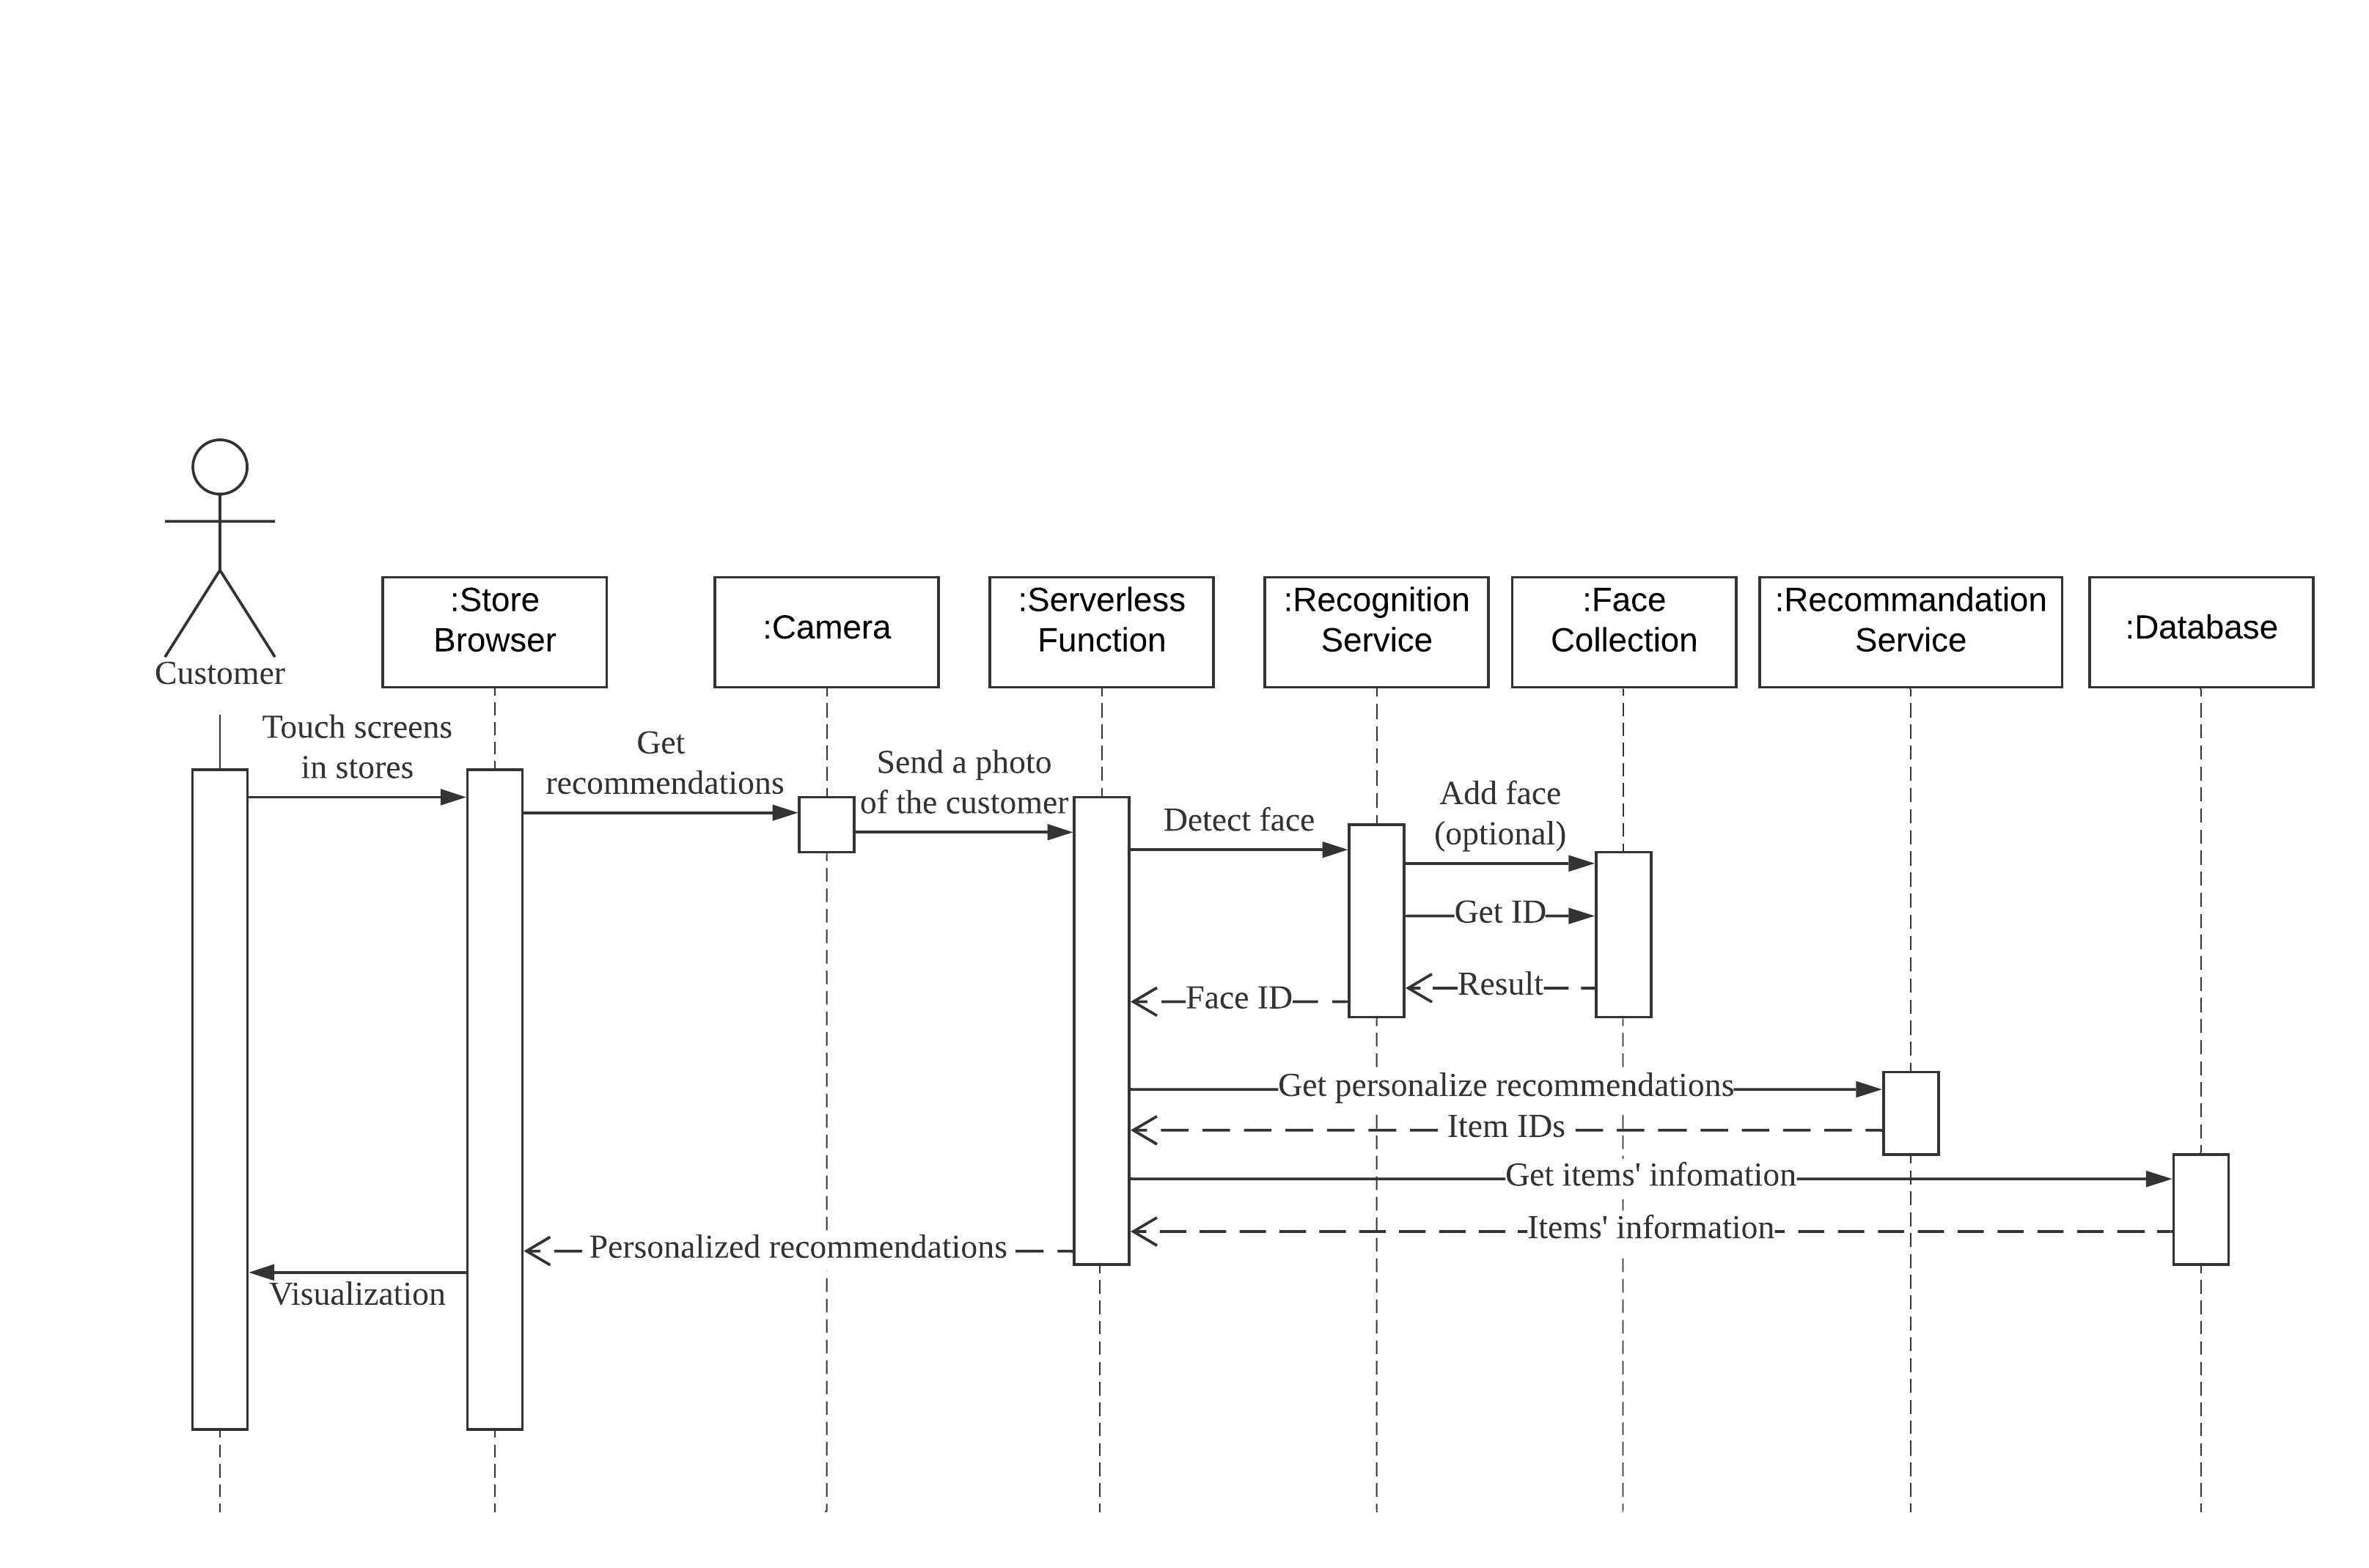 :Store
Browser
:Camera
:Serverless
Function
:Recognition
Service
:Face
Collection
:Recommandation
Service
:Database
Customer
Touch screens
in stores
Get
recommendations
Send a photo
of the customer
Detect face
Add face
(optional)
Get ID
Result
Face ID
Get personalize recommendations
Item IDs
Get items' infomation
Items' information
Personalized recommendations
Visualization